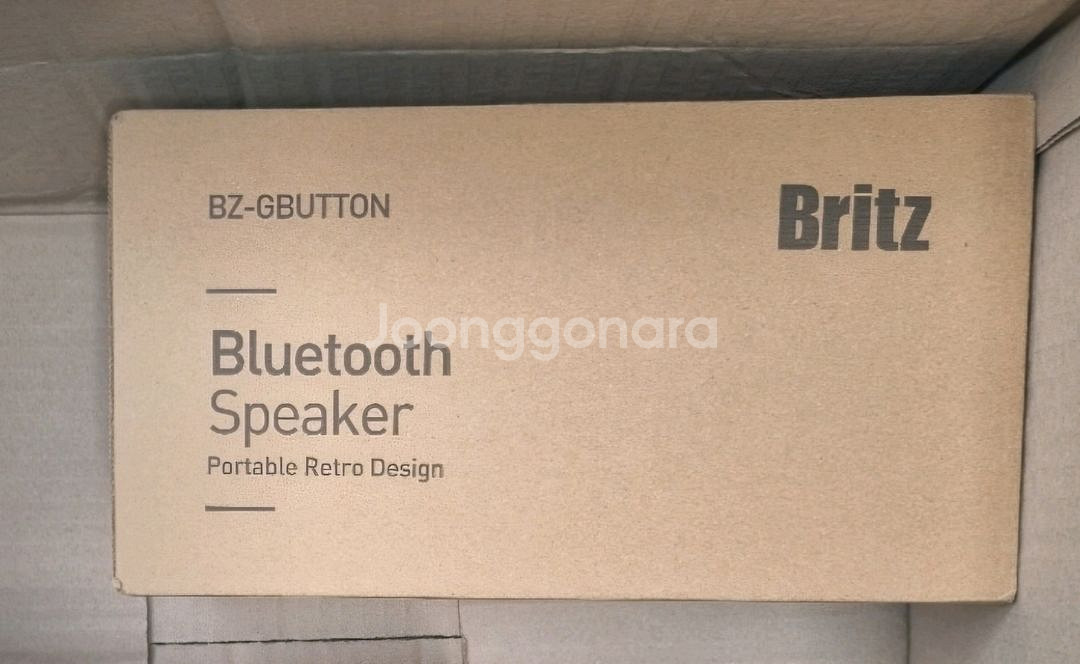 BZ-GBUTTON
Britz
Joonggonara
Bluetooth
Speaker
Portable Retro Design